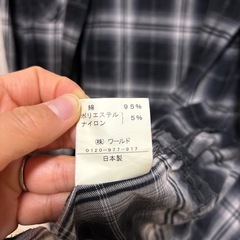 綿 95%
ポリエステル
ナイロン 5%
(株) ワールド
0120-977-917
日本製